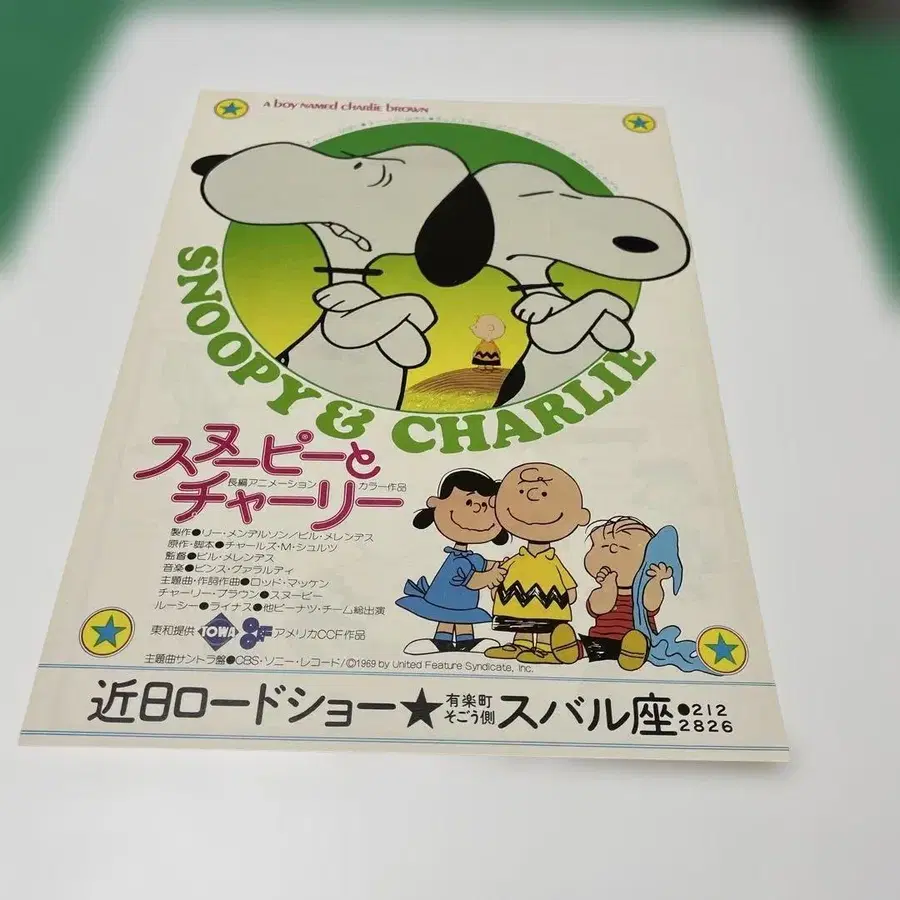 A boy NAMED charlie brown
SNOOPY & CHARLIE
スヌーピーと
長編アニメーション カラー作品
チャーリー
製作●リー・メンデルソン/ビル・メレンデス
原作・脚本●チャールズ・M・シュルツ
監督●ビル・メレンデス
音楽●ビンス・グァラルディ
主題曲・作詞作曲●ロッド・マッケン
チャーリー・ブラウン●スヌーピー
ルーシー●ライナス●他ピーナツ・チーム総出演
東和提供 TOWA アメリカCCF作品
主題曲サントラ盤●CBS・ソニー・レコード/©1969 by United Feature Syndicate, Inc.
近日ロードショー★有楽町そごう側スバル座●212
2826